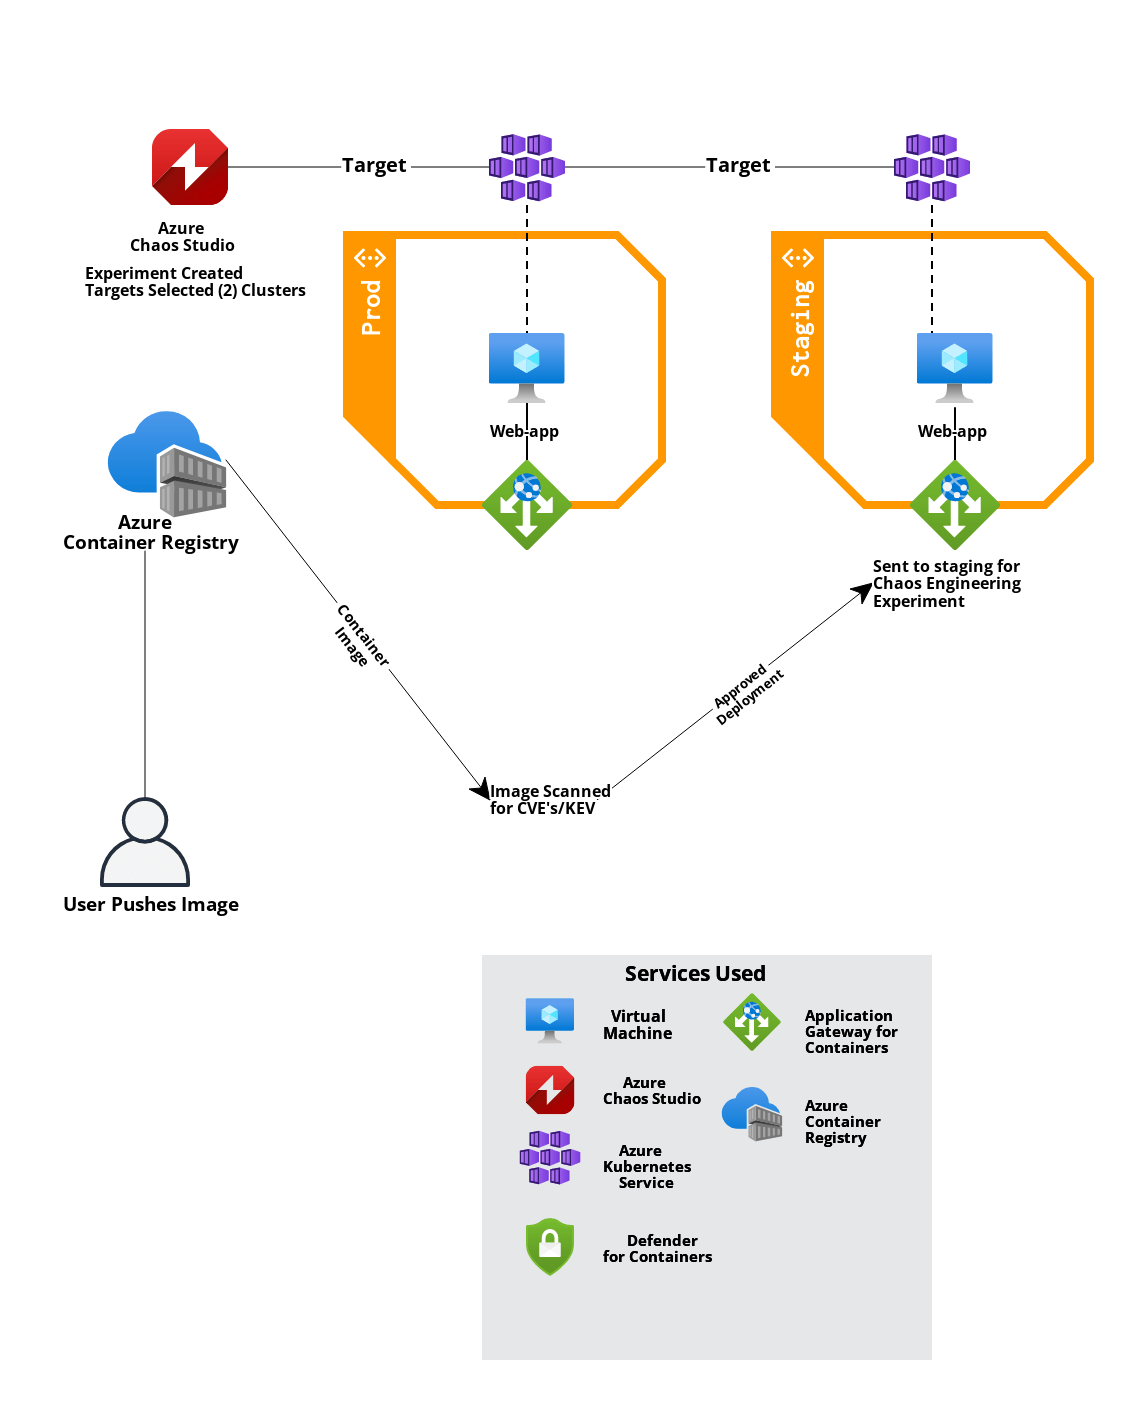 Target
Target
Azure
Chaos Studio
Experiment Created
Targets Selected (2) Clusters
Prod
Staging
Web-app
Web-app
Azure
Container Registry
Sent to staging for
Chaos Engineering
Experiment
Container
Image
Approved
Deployment
Image Scanned
for CVE's/KEV
User Pushes Image
Services Used
Virtual
Machine
Application
Gateway for
Containers
Azure
Chaos Studio
Azure
Container
Registry
Azure
Kubernetes
Service
Defender
for Containers